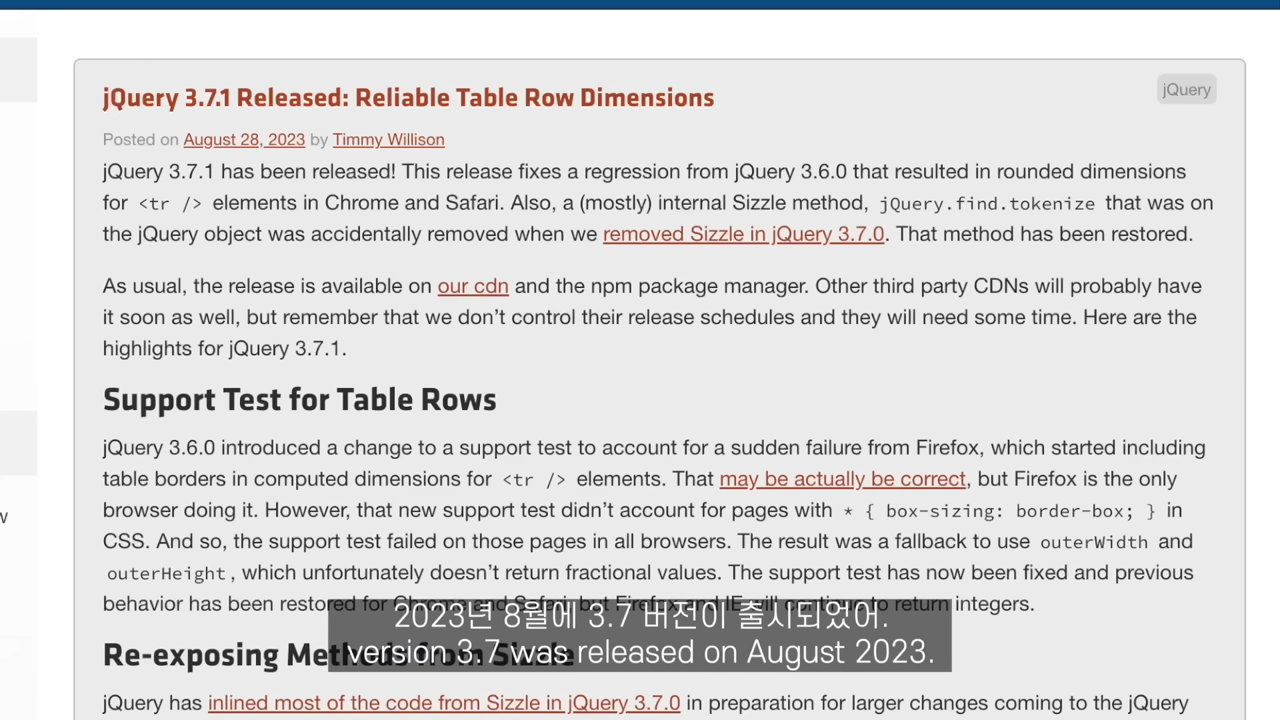 jQuery 3.7.1 Released: Reliable Table Row Dimensions
jQuery
Posted on August 28, 2023 by Timmy Willison
jQuery 3.7.1 has been released! This release fixes a regression from jQuery 3.6.0 that resulted in rounded dimensions
for <tr /> elements in Chrome and Safari. Also, a (mostly) internal Sizzle method, jQuery.find.tokenize that was on
the jQuery object was accidentally removed when we removed Sizzle in jQuery 3.7.0. That method has been restored.
As usual, the release is available on our cdn and the npm package manager. Other third party CDNs will probably have
it soon as well, but remember that we don’t control their release schedules and they will need some time. Here are the
highlights for jQuery 3.7.1.
Support Test for Table Rows
jQuery 3.6.0 introduced a change to a support test to account for a sudden failure from Firefox, which started including
table borders in computed dimensions for <tr /> elements. That may be actually be correct, but Firefox is the only
w
browser doing it. However, that new support test didn’t account for pages with * { box-sizing: border-box; } in
CSS. And so, the support test failed on those pages in all browsers. The result was a fallback to use outerWidth and
outerHeight, which unfortunately doesn’t return fractional values. The support test has now been fixed and previous
behavior has been restored for Chrome and Safari, but Firefox and IE will continue to return integers.
2023년 8월에 3.7 버전이 출시되었어.
version 3.7 was released on August 2023.
Re-exposing Methods from Sizzle
jQuery has inlined most of the code from Sizzle in jQuery 3.7.0 in preparation for larger changes coming to the jQuery